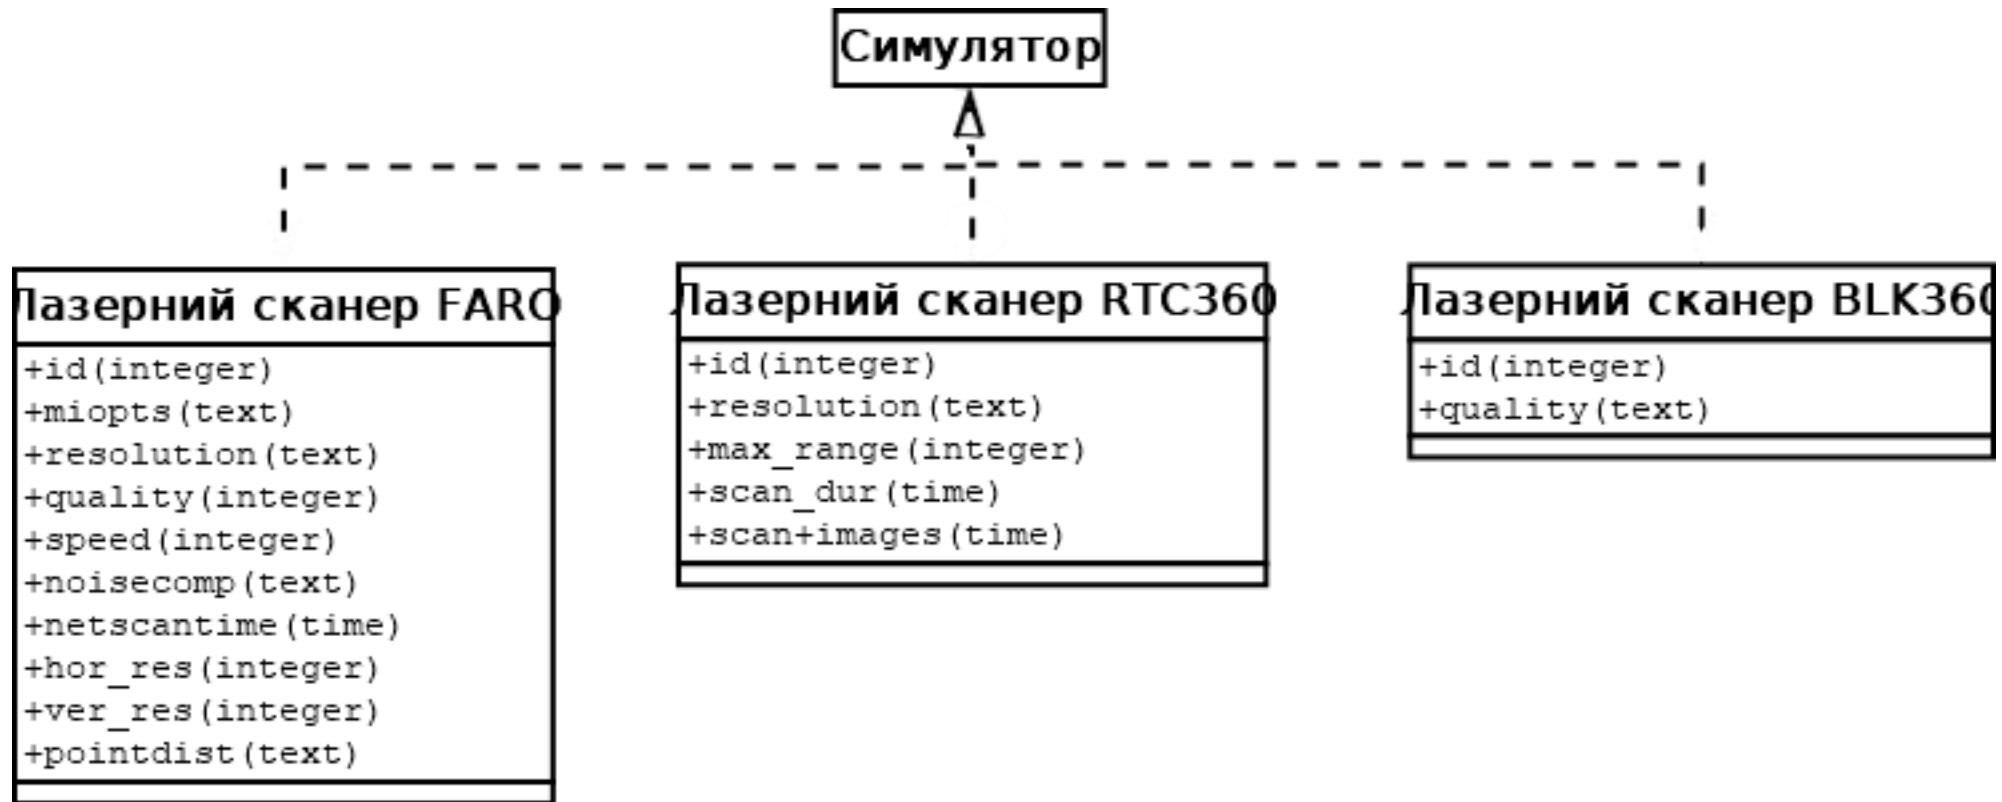 Симулятор
Лазерний сканер FARO
+id(integer)
+miopts(text)
+resolution(text)
+quality(integer)
+speed(integer)
+noisecomp(text)
+netscantime(time)
+hor_res(integer)
+ver_res(integer)
+pointdist(text)
Лазерний сканер RTC360
+id(integer)
+resolution(text)
+max_range(integer)
+scan_dur(time)
+scan+images(time)
Лазерний сканер BLK360
+id(integer)
+quality(text)